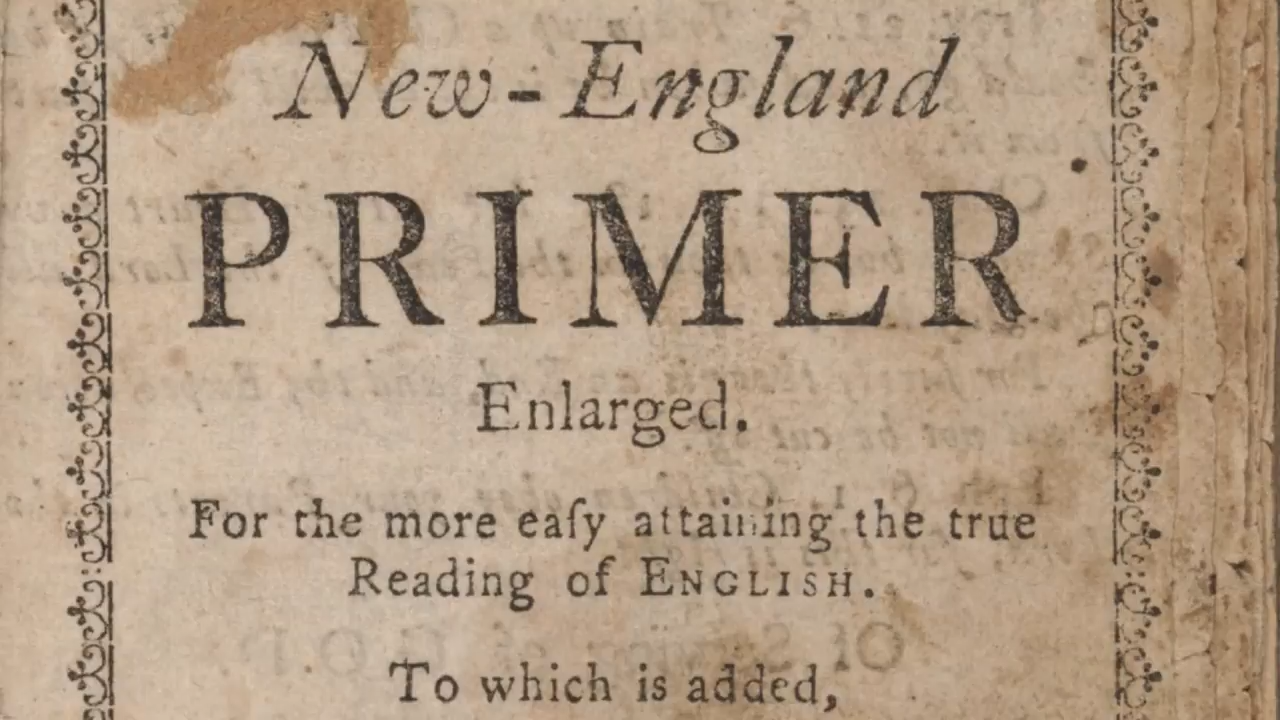 New-England
PRIMER
Enlarged.
For the more eaſy attaining the true
Reading of ENGLISH.
To which is added,